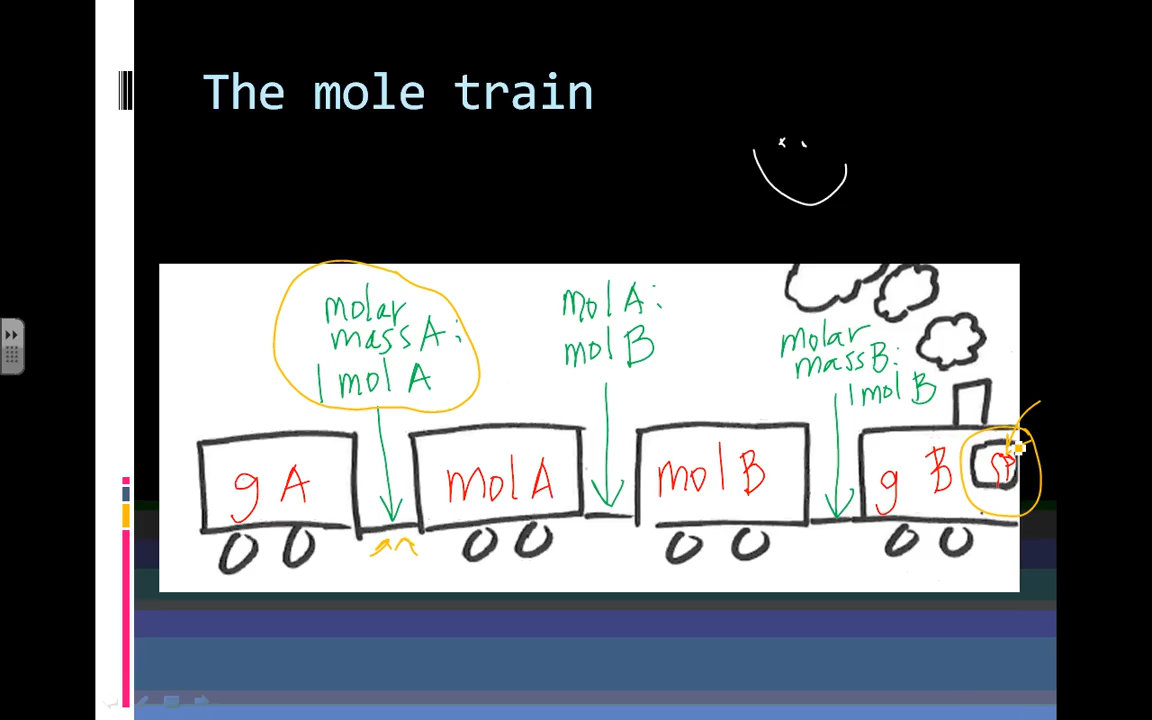 The mole train
molar
mass A:
1 mol A
mol A:
mol B
molar
mass B:
1 mol B
g A
mol A
mol B
g B